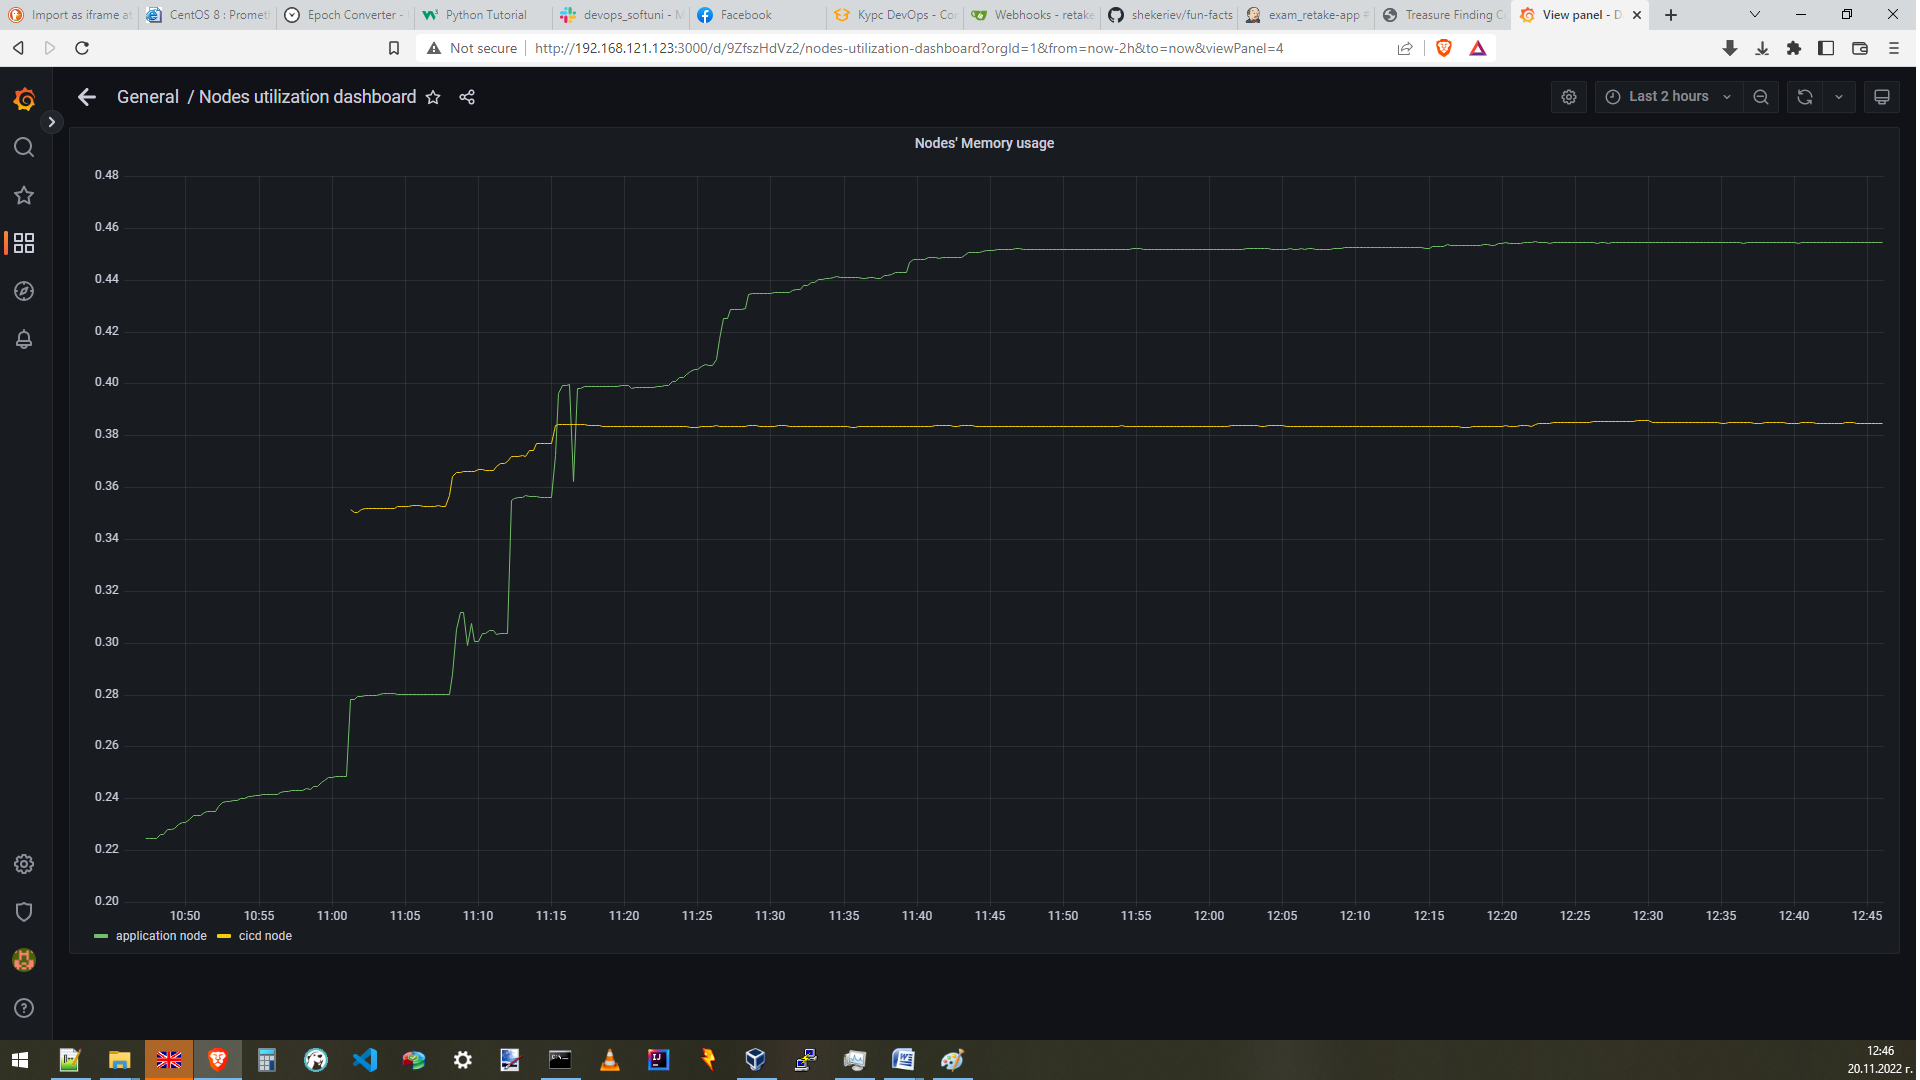 Import as iframe at
CentOS 8 : Promet
Epoch Converter -
Python Tutorial
devops_softuni - M
Facebook
Курс DevOps - Cor
Webhooks - retake
shekeriev/fun-facts
exam_retake-app #
Treasure Finding C
View panel - D
Not secure
http://192.168.121.123:3000/d/9ZfszHdVz2/nodes-utilization-dashboard?orgId=1&from=now-2h&to=now&viewPanel=4
General / Nodes utilization dashboard
Last 2 hours
Nodes' Memory usage
0.48
0.46
0.44
0.42
0.40
0.38
0.36
0.34
0.32
0.30
0.28
0.26
0.24
0.22
0.20
10:50 10:55 11:00 11:05 11:10 11:15 11:20 11:25 11:30 11:35 11:40 11:45 11:50 11:55 12:00 12:05 12:10 12:15 12:20 12:25 12:30 12:35 12:40 12:45
application node cicd node
12:46
20.11.2022 г.